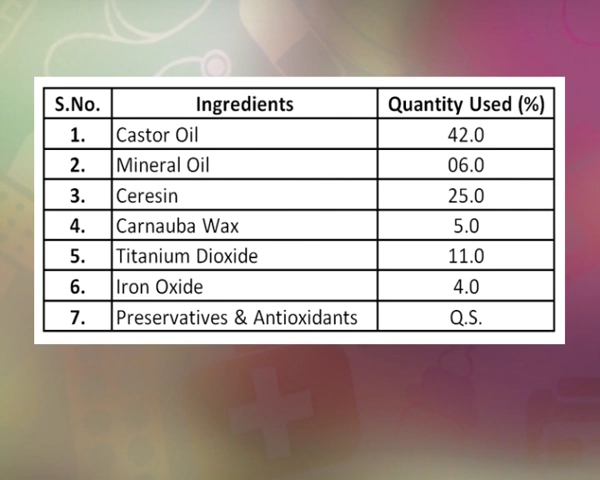 S.No. Ingredients Quantity Used (%)
1. Castor Oil 42.0
2. Mineral Oil 06.0
3. Ceresin 25.0
4. Carnauba Wax 5.0
5. Titanium Dioxide 11.0
6. Iron Oxide 4.0
7. Preservatives & Antioxidants Q.S.